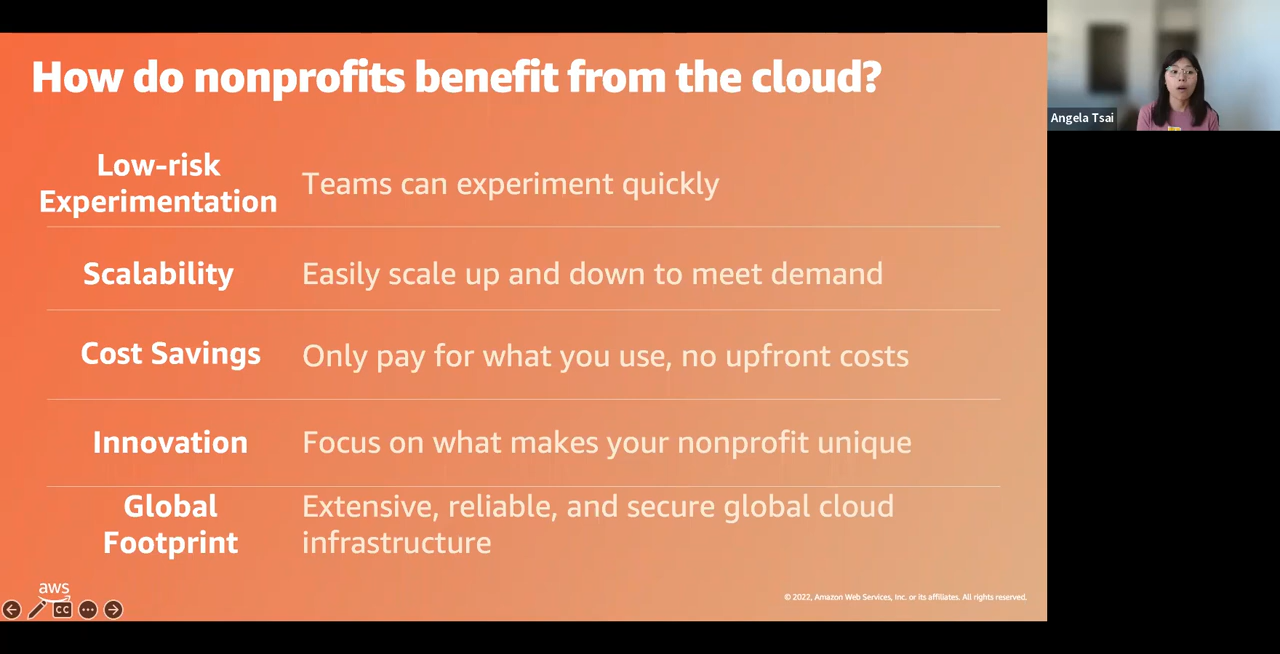 How do nonprofits benefit from the cloud?
Low-risk
Experimentation
Teams can experiment quickly
Scalability
Easily scale up and down to meet demand
Cost Savings
Only pay for what you use, no upfront costs
Innovation
Focus on what makes your nonprofit unique
Global
Footprint
Extensive, reliable, and secure global cloud
infrastructure
aws
CC
© 2022, Amazon Web Services, Inc. or its affiliates. All rights reserved.
Angela Tsai